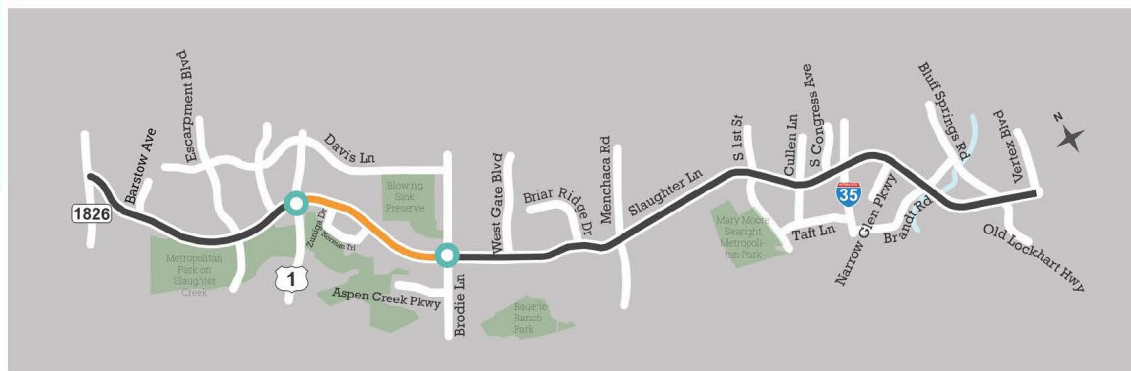 1826
Barstow Ave
Escarpment Blvd
Metropolitan
Park on
Slaughter
Creek
1
Zuniga Dr
Norman Trl
Davis Ln
Blowing
Sink
Preserve
Aspen Creek Pkwy
Brodie Ln
West Gate Blvd
Briar Ridge Dr
Bauerle
Ranch
Park
Menchaca Rd
Slaughter Ln
S 1st St
Mary Moore
Searight
Metropoli-
tan Park
Cullen Ln
S Congress Ave
Taft Ln
35
Narrow Glen Pkwy
Brandt Rd
Bluff Springs Rd
Vertex Blvd
Old Lockhart Hwy
N